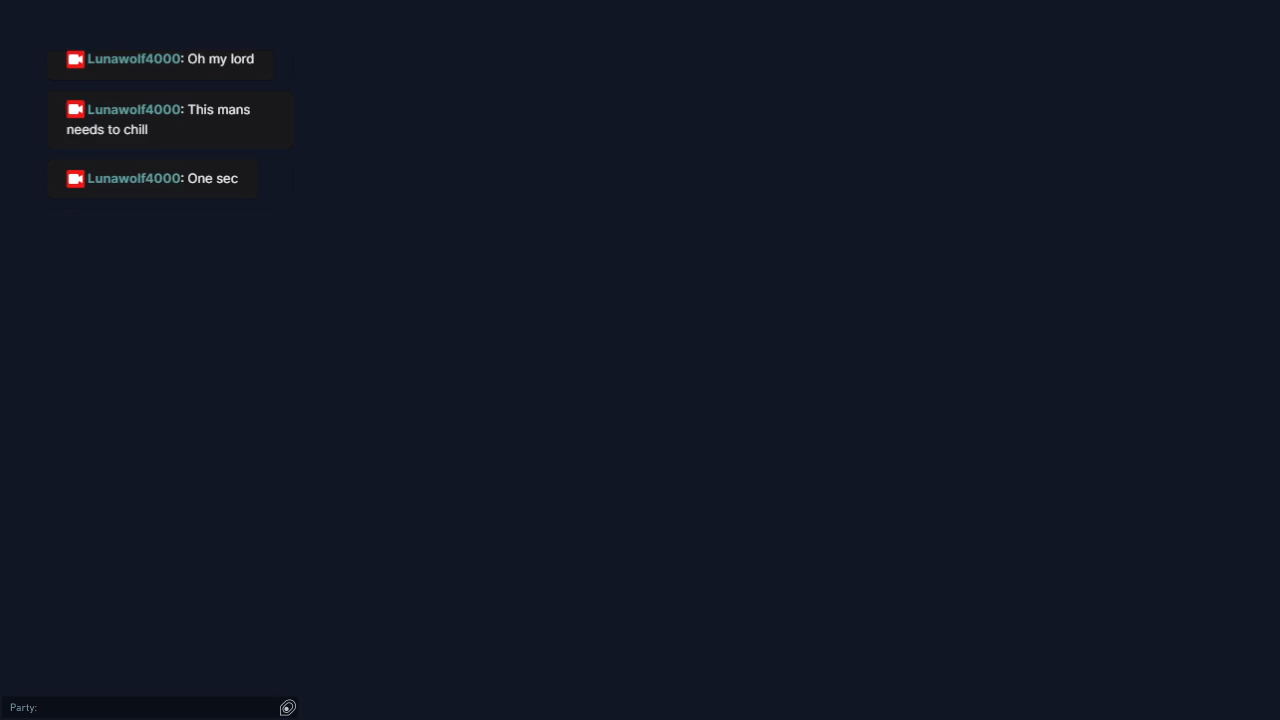 Lunawolf4000: Oh my lord
Lunawolf4000: This mans
needs to chill
Lunawolf4000: One sec
Party: